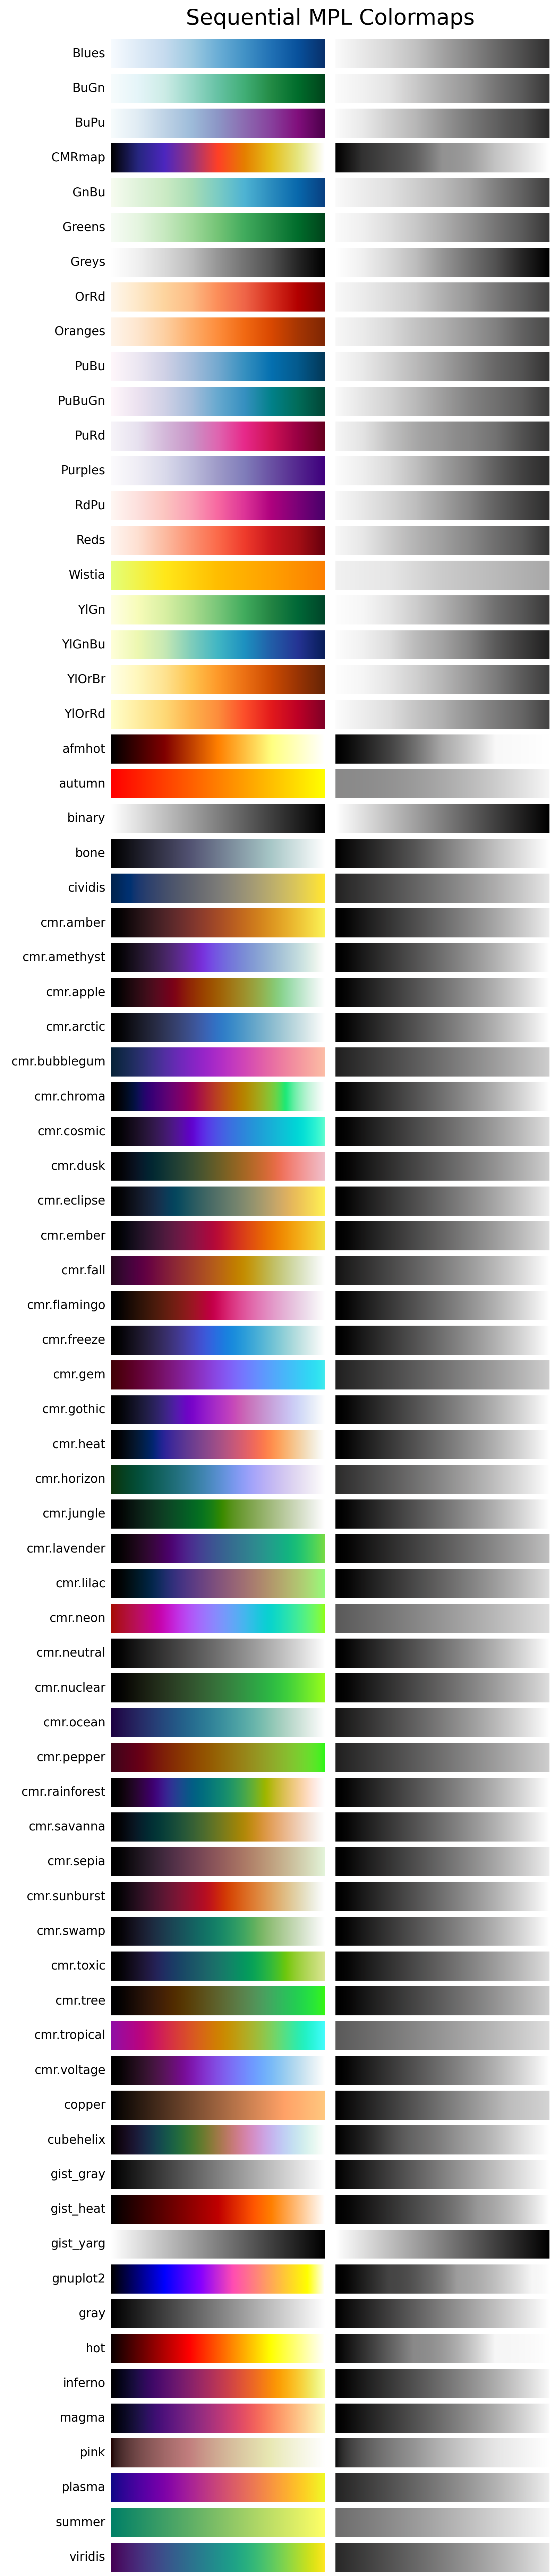 Sequential MPL Colormaps
Blues
BuGn
BuPu
CMRmap
GnBu
Greens
Greys
OrRd
Oranges
PuBu
PuBuGn
PuRd
Purples
RdPu
Reds
Wistia
YlGn
YlGnBu
YlOrBr
YlOrRd
afmhot
autumn
binary
bone
cividis
cmr.amber
cmr.amethyst
cmr.apple
cmr.arctic
cmr.bubblegum
cmr.chroma
cmr.cosmic
cmr.dusk
cmr.eclipse
cmr.ember
cmr.fall
cmr.flamingo
cmr.freeze
cmr.gem
cmr.gothic
cmr.heat
cmr.horizon
cmr.jungle
cmr.lavender
cmr.lilac
cmr.neon
cmr.neutral
cmr.nuclear
cmr.ocean
cmr.pepper
cmr.rainforest
cmr.savanna
cmr.sepia
cmr.sunburst
cmr.swamp
cmr.toxic
cmr.tree
cmr.tropical
cmr.voltage
copper
cubehelix
gist_gray
gist_heat
gist_yarg
gnuplot2
gray
hot
inferno
magma
pink
plasma
summer
viridis